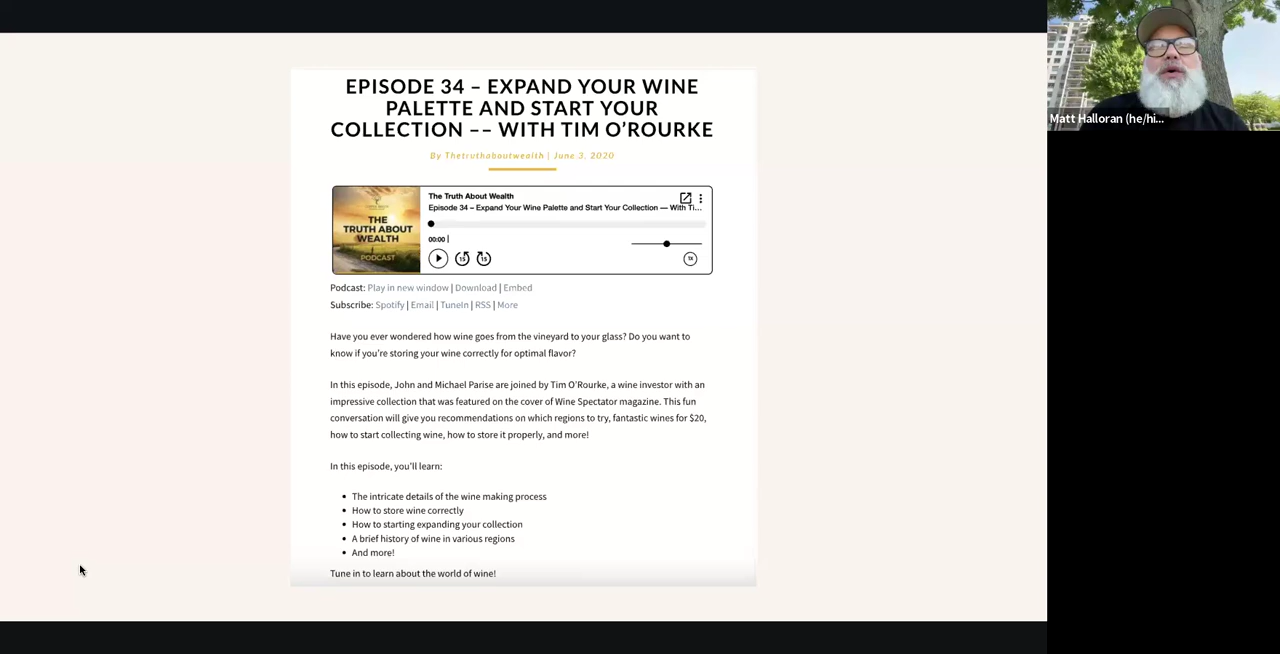 EPISODE 34 – EXPAND YOUR WINE
PALETTE AND START YOUR
COLLECTION –– WITH TIM O'ROURKE
By Thetruthaboutwealth | June 3, 2020
THE
TRUTH ABOUT
WEALTH
PODCAST
The Truth About Wealth
Episode 34 – Expand Your Wine Palette and Start Your Collection — With Ti...
00:00 |
15
15
1X
Podcast: Play in new window | Download | Embed
Subscribe: Spotify | Email | TuneIn | RSS | More
Have you ever wondered how wine goes from the vineyard to your glass? Do you want to
know if you're storing your wine correctly for optimal flavor?
In this episode, John and Michael Parise are joined by Tim O'Rourke, a wine investor with an
impressive collection that was featured on the cover of Wine Spectator magazine. This fun
conversation will give you recommendations on which regions to try, fantastic wines for $20,
how to start collecting wine, how to store it properly, and more!
In this episode, you'll learn:
• The intricate details of the wine making process
• How to store wine correctly
• How to starting expanding your collection
• A brief history of wine in various regions
• And more!
Tune in to learn about the world of wine!
Matt Halloran (he/hi...